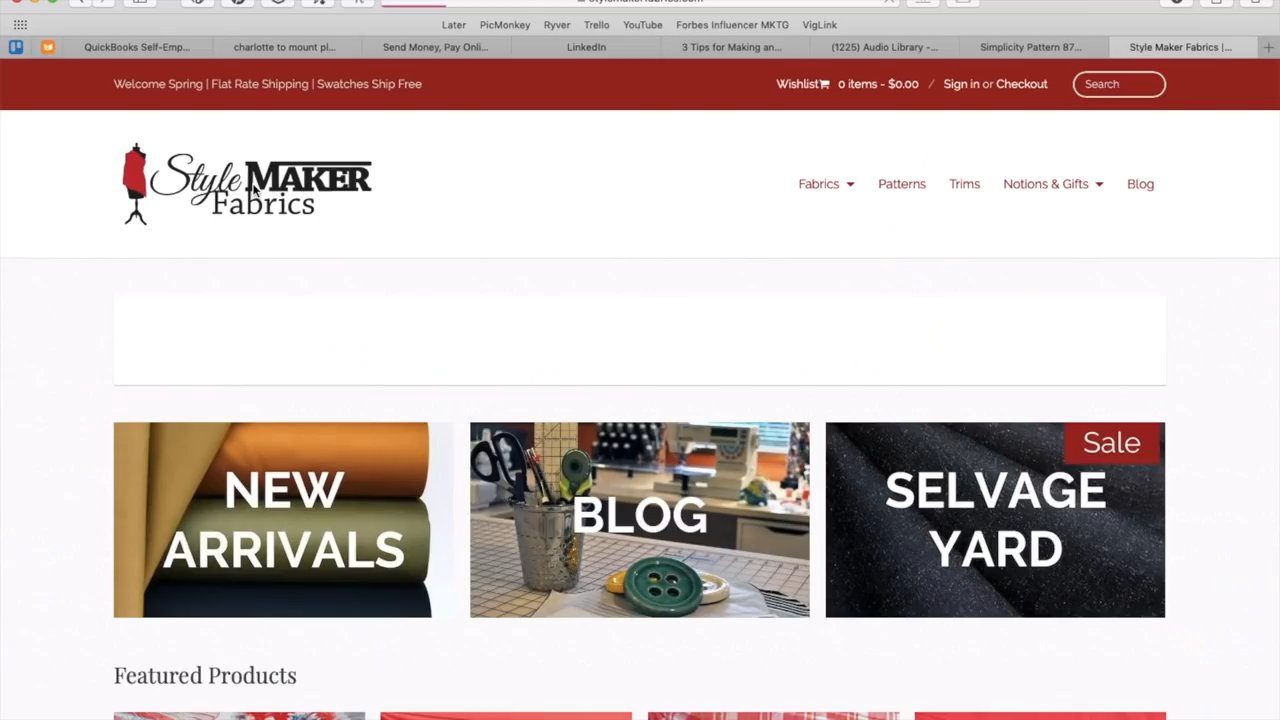 Later PicMonkey Ryver Trello YouTube Forbes Influencer MKTG VigLink
QuickBooks Self-Emp... charlotte to mount pl... Send Money, Pay Onli... LinkedIn 3 Tips for Making an... (1225) Audio Library -... Simplicity Pattern 87... Style Maker Fabrics |...
Welcome Spring | Flat Rate Shipping | Swatches Ship Free Wishlist 0 items - $0.00 / Sign in or Checkout Search
Style MAKER
Fabrics
Fabrics Patterns Trims Notions & Gifts Blog
NEW
ARRIVALS
BLOG
Sale
SELVAGE
YARD
Featured Products